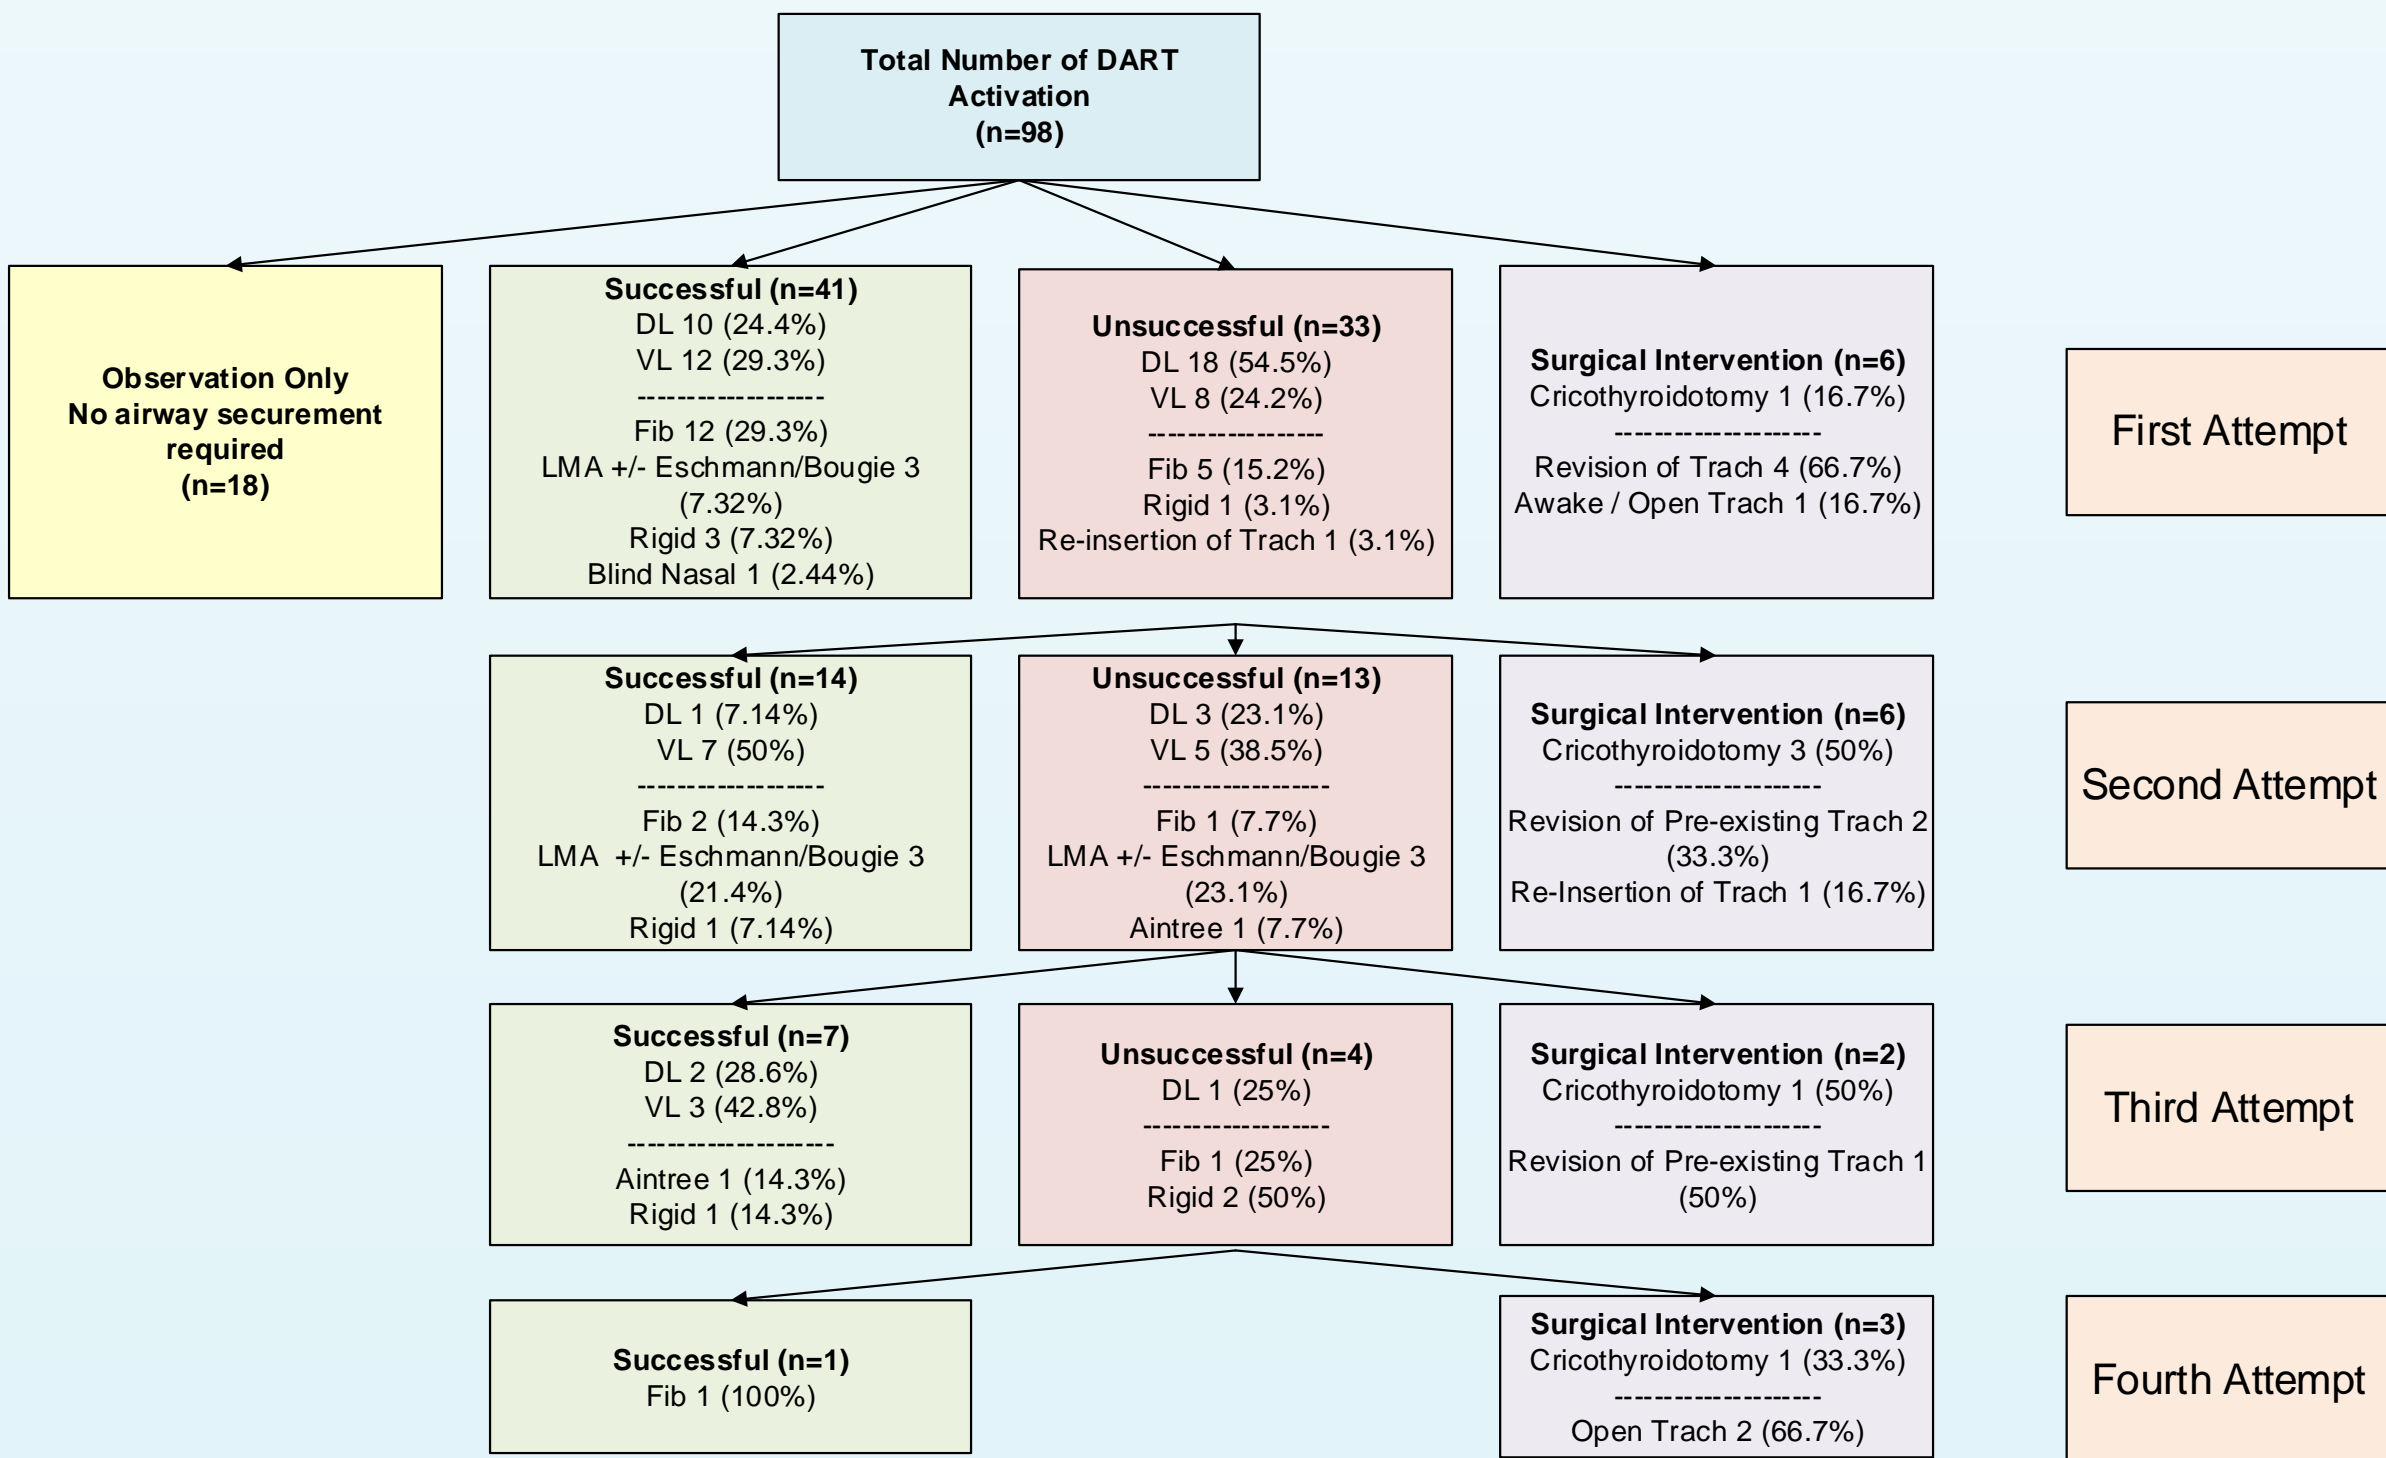 Total Number of DART
Activation
(n=98)
Observation Only
No airway securement
required
(n=18)
Successful (n=41)
DL 10 (24.4%)
VL 12 (29.3%)
-------------------
Fib 12 (29.3%)
LMA +/- Eschmann/Bougie 3
(7.32%)
Rigid 3 (7.32%)
Blind Nasal 1 (2.44%)
Unsuccessful (n=33)
DL 18 (54.5%)
VL 8 (24.2%)
------------------
Fib 5 (15.2%)
Rigid 1 (3.1%)
Re-insertion of Trach 1 (3.1%)
Surgical Intervention (n=6)
Cricothyroidotomy 1 (16.7%)
---------------------
Revision of Trach 4 (66.7%)
Awake / Open Trach 1 (16.7%)
First Attempt
Successful (n=14)
DL 1 (7.14%)
VL 7 (50%)
-------------------
Fib 2 (14.3%)
LMA  +/- Eschmann/Bougie 3
(21.4%)
Rigid 1 (7.14%)
Unsuccessful (n=13)
DL 3 (23.1%)
VL 5 (38.5%)
-------------------
Fib 1 (7.7%)
LMA +/- Eschmann/Bougie 3
(23.1%)
Aintree 1 (7.7%)
Surgical Intervention (n=6)
Cricothyroidotomy 3 (50%)
---------------------
Revision of Pre-existing Trach 2
(33.3%)
Re-Insertion of Trach 1 (16.7%)
Second Attempt
Successful (n=7)
DL 2 (28.6%)
VL 3 (42.8%)
---------------------
Aintree 1 (14.3%)
Rigid 1 (14.3%)
Unsuccessful (n=4)
DL 1 (25%)
-------------------
Fib 1 (25%)
Rigid 2 (50%)
Surgical Intervention (n=2)
Cricothyroidotomy 1 (50%)
---------------------
Revision of Pre-existing Trach 1
(50%)
Third Attempt
Successful (n=1)
Fib 1 (100%)
Surgical Intervention (n=3)
Cricothyroidotomy 1 (33.3%)
---------------------
Open Trach 2 (66.7%)
Fourth Attempt